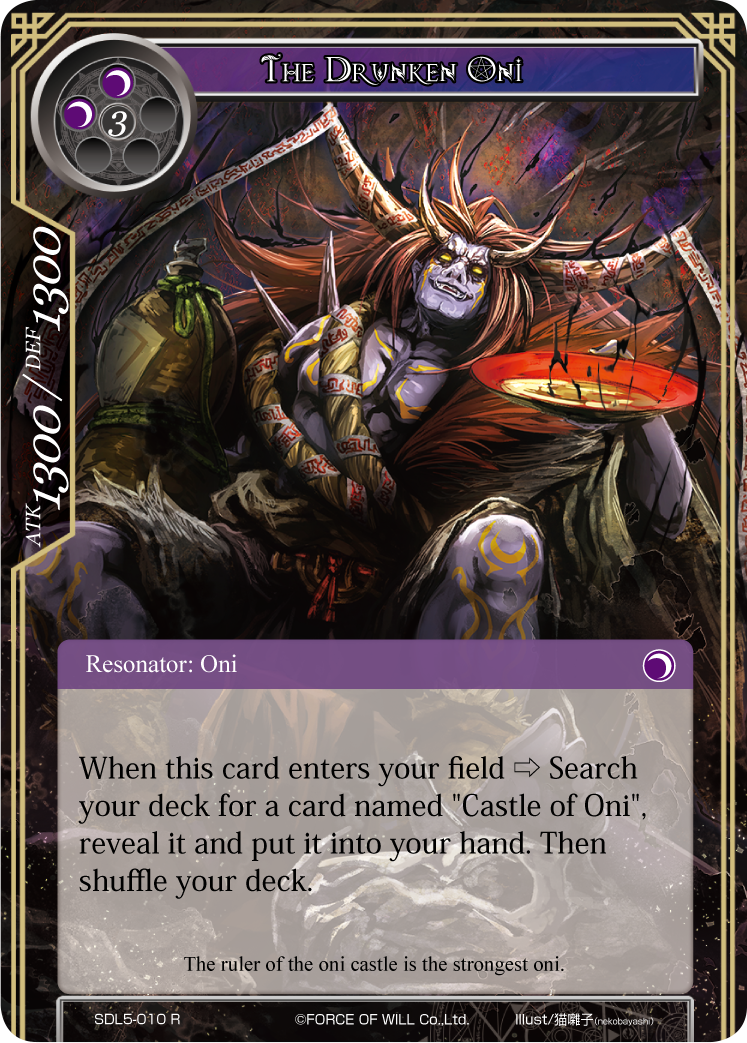 The Drunken Oni
3
ATK 1300 / DEF 1300
Resonator: Oni
When this card enters your field ⇨ Search
your deck for a card named "Castle of Oni",
reveal it and put it into your hand. Then
shuffle your deck.
The ruler of the oni castle is the strongest oni.
SDL5-010 R ©FORCE OF WILL Co.,Ltd. Illust/猫囃子(nekobayashi)